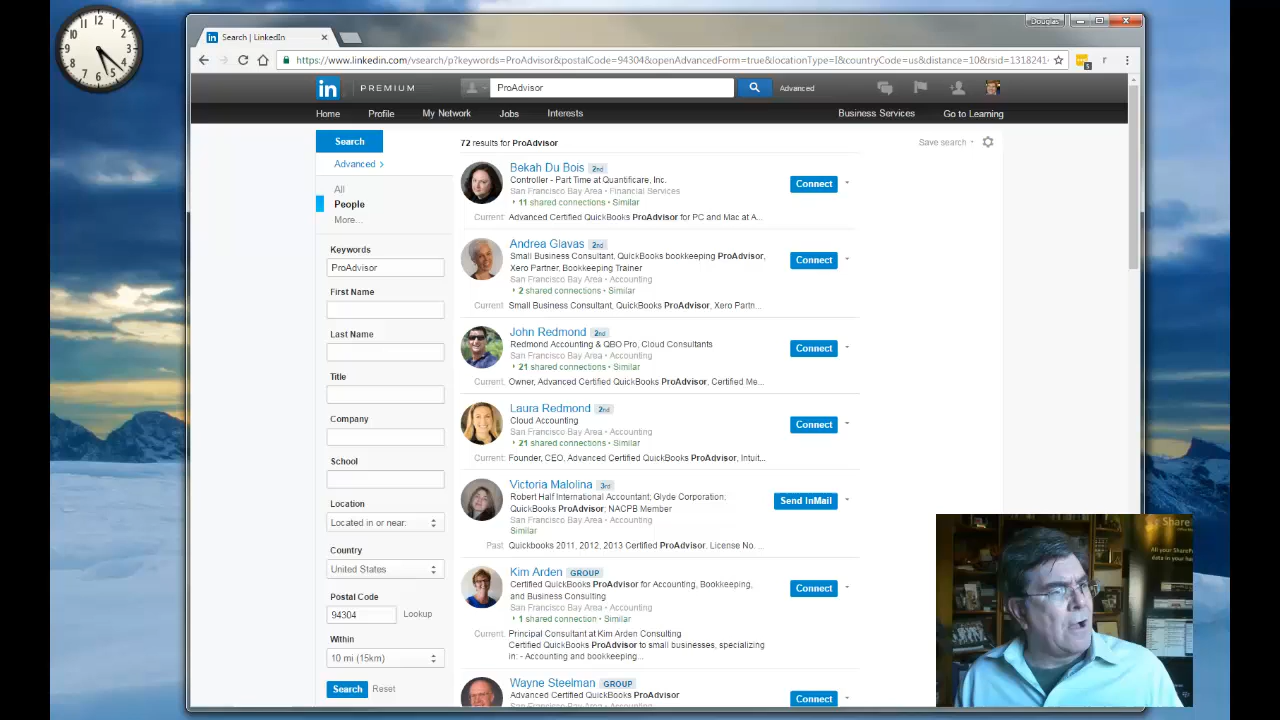 12
3
6
9
Douglas
Search | LinkedIn
https://www.linkedin.com/vsearch/p?keywords=ProAdvisor&postalCode=94304&openAdvancedForm=true&locationType=I&countryCode=us&distance=10&rsid=1318241
in PREMIUM
ProAdvisor
Advanced
Home Profile My Network Jobs Interests Business Services Go to Learning
Search
Advanced >
All
People
More...
Keywords
ProAdvisor
First Name
Last Name
Title
Company
School
Location
Located in or near:
Country
United States
Postal Code
94304 Lookup
Within
10 mi (15km)
Search Reset
72 results for ProAdvisor
Save search
Bekah Du Bois 2nd
Controller - Part Time at Quantificare, Inc.
San Francisco Bay Area • Financial Services
11 shared connections • Similar
Current: Advanced Certified QuickBooks ProAdvisor for PC and Mac at A...
Connect
Andrea Glavas 2nd
Small Business Consultant, QuickBooks bookkeeping ProAdvisor,
Xero Partner, Bookkeeping Trainer
San Francisco Bay Area • Accounting
2 shared connections • Similar
Current: Small Business Consultant, QuickBooks ProAdvisor, Xero Partn...
Connect
John Redmond 2nd
Redmond Accounting & QBO Pro, Cloud Consultants
San Francisco Bay Area • Accounting
21 shared connections • Similar
Current: Owner, Advanced Certified QuickBooks ProAdvisor, Certified Me...
Connect
Laura Redmond 2nd
Cloud Accounting
San Francisco Bay Area • Accounting
21 shared connections • Similar
Current: Founder, CEO, Advanced Certified QuickBooks ProAdvisor, Intuit...
Connect
Victoria Malolina 3rd
Robert Half International Accountant; Glyde Corporation;
QuickBooks ProAdvisor; NACPB Member
San Francisco Bay Area • Accounting
Similar
Past: Quickbooks 2011, 2012, 2013 Certified ProAdvisor. License No. ...
Send InMail
Kim Arden GROUP
Certified QuickBooks ProAdvisor for Accounting, Bookkeeping,
and Business Consulting
San Francisco Bay Area • Accounting
1 shared connection • Similar
Current: Principal Consultant at Kim Arden Consulting
Certified QuickBooks ProAdvisor to small businesses, specializing
in: - Accounting and bookkeeping...
Connect
Wayne Steelman GROUP
Advanced Certified QuickBooks ProAdvisor
Connect